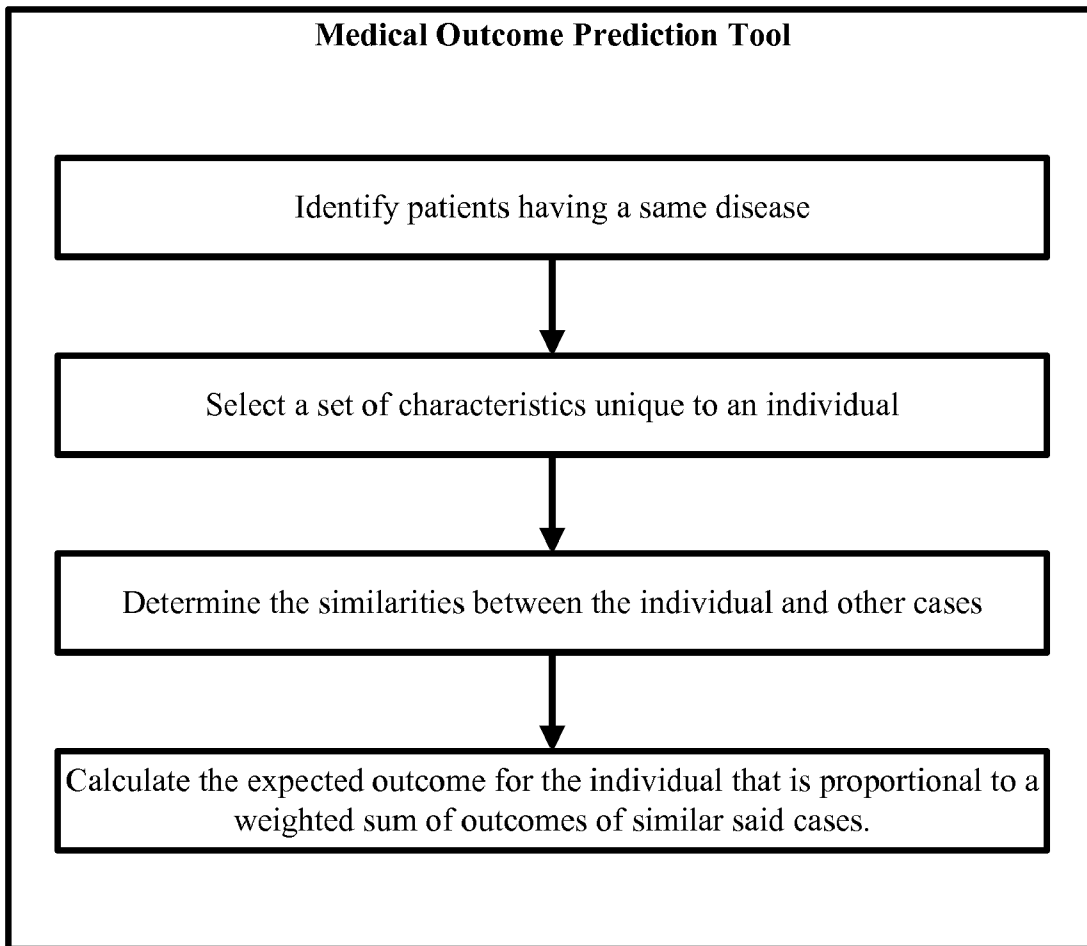 Medical Outcome Prediction Tool
Identify patients having a same disease
Select a set of characteristics unique to an individual
Determine the similarities between the individual and other cases
Calculate the expected outcome for the individual that is proportional to a
weighted sum of outcomes of similar said cases.